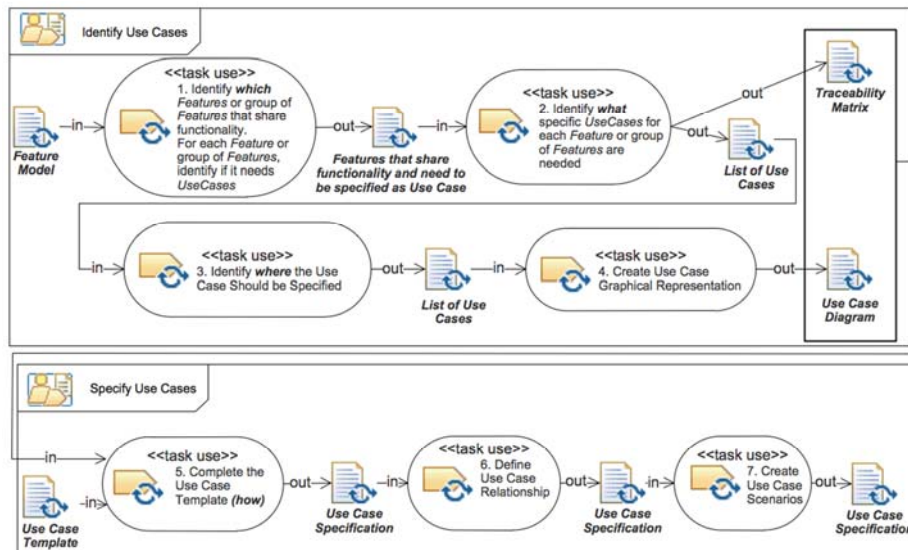 Identify Use Cases
<<task use>>
1. Identify which
Features or group of
Features that share
functionality.
For each Feature or
group of Features,
identify if it needs
UseCases
<<task use>>
2. Identify what
specific UseCases for
each Feature or group
of Features are
needed
out
Traceability
Matrix
in
out
in
out
Feature
Model
Features that share
functionality and need to
be specified as Use Case
List of Use
Cases
in
<<task use>>
3. Identify where the Use
Case Should be Specified
out
List of Use
Cases
in
<<task use>>
4. Create Use Case
Graphical Representation
out
Use Case
Diagram
Specify Use Cases
in
in
Use Case
Template
<<task use>>
5. Complete the
Use Case
Template (how)
out
Use Case
Specification
in
<<task use>>
6. Define
Use Case
Relationship
out
Use Case
Specification
in
<<task use>>
7. Create
Use Case
Scenarios
out
Use Case
Specification